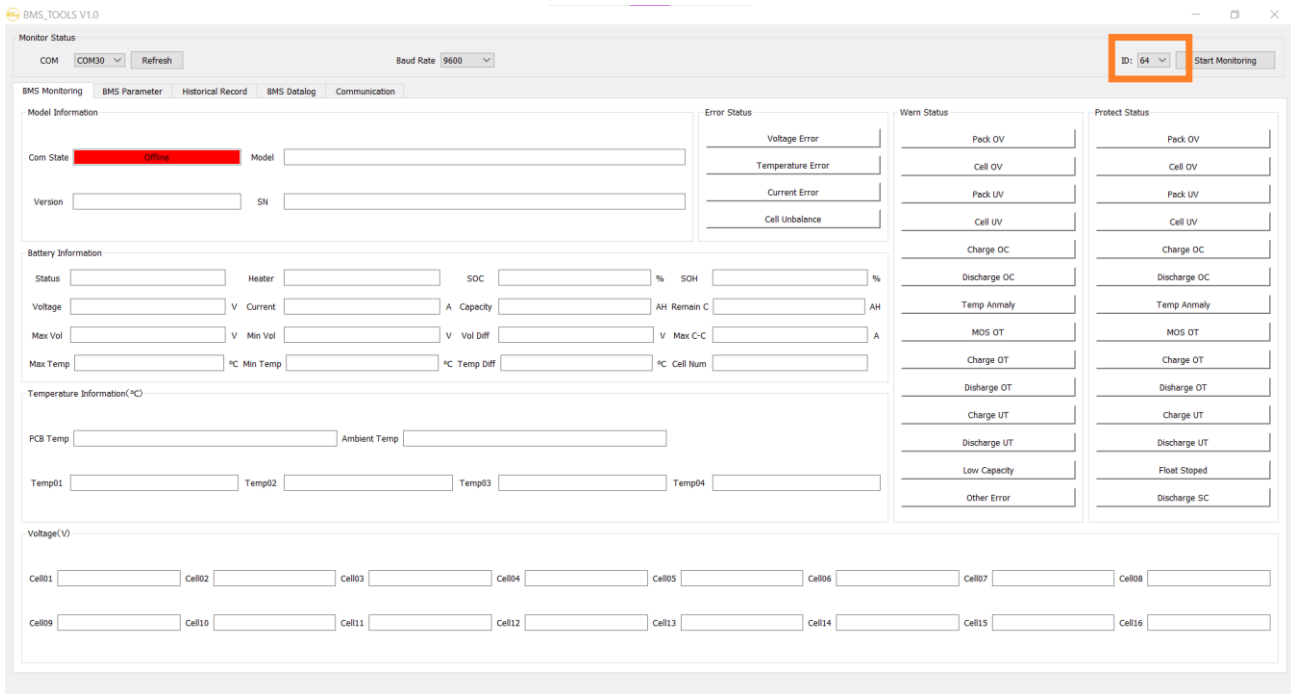 BMS_TOOLS V1.0
Monitor Status
COM COM30 Refresh Baud Rate 9600 ID: 64 Start Monitoring
BMS Monitoring BMS Parameter Historical Record BMS Datalog Communication
Model Information
Com State Offline Model
Version SN
Error Status
Voltage Error
Temperature Error
Current Error
Cell Unbalance
Warn Status
Pack OV
Cell OV
Pack UV
Cell UV
Charge OC
Discharge OC
Temp Anmaly
MOS OT
Charge OT
Disharge OT
Charge UT
Discharge UT
Low Capacity
Other Error
Protect Status
Pack OV
Cell OV
Pack UV
Cell UV
Charge OC
Discharge OC
Temp Anmaly
MOS OT
Charge OT
Disharge OT
Charge UT
Discharge UT
Float Stoped
Discharge SC
Battery Information
Status Heater SOC % SOH %
Voltage V Current A Capacity AH Remain C AH
Max Vol V Min Vol V Vol Diff V Max C-C A
Max Temp ºC Min Temp ºC Temp Diff ºC Cell Num
Temperature Information(ºC)
PCB Temp Ambient Temp
Temp01 Temp02 Temp03 Temp04
Voltage(V)
Cell01 Cell02 Cell03 Cell04 Cell05 Cell06 Cell07 Cell08
Cell09 Cell10 Cell11 Cell12 Cell13 Cell14 Cell15 Cell16